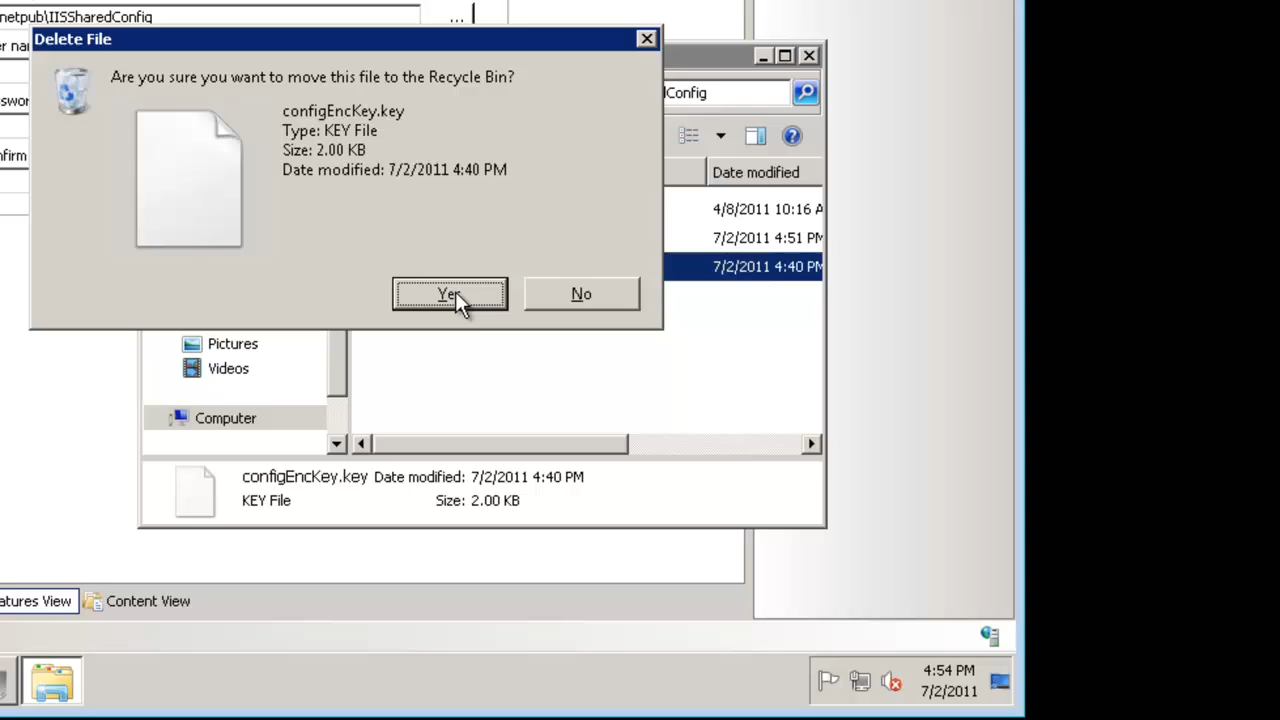 netpub\IISSharedConfig
...
er na
Delete File
Are you sure you want to move this file to the Recycle Bin?
Config
sswor
configEncKey.key
Type: KEY File
Size: 2.00 KB
nfirm
Date modified: 7/2/2011 4:40 PM
Date modified
4/8/2011 10:16 A
7/2/2011 4:51 PM
7/2/2011 4:40 PM
Yes
No
Pictures
Videos
Computer
configEncKey.key Date modified: 7/2/2011 4:40 PM
KEY File Size: 2.00 KB
atures View Content View
4:54 PM
7/2/2011